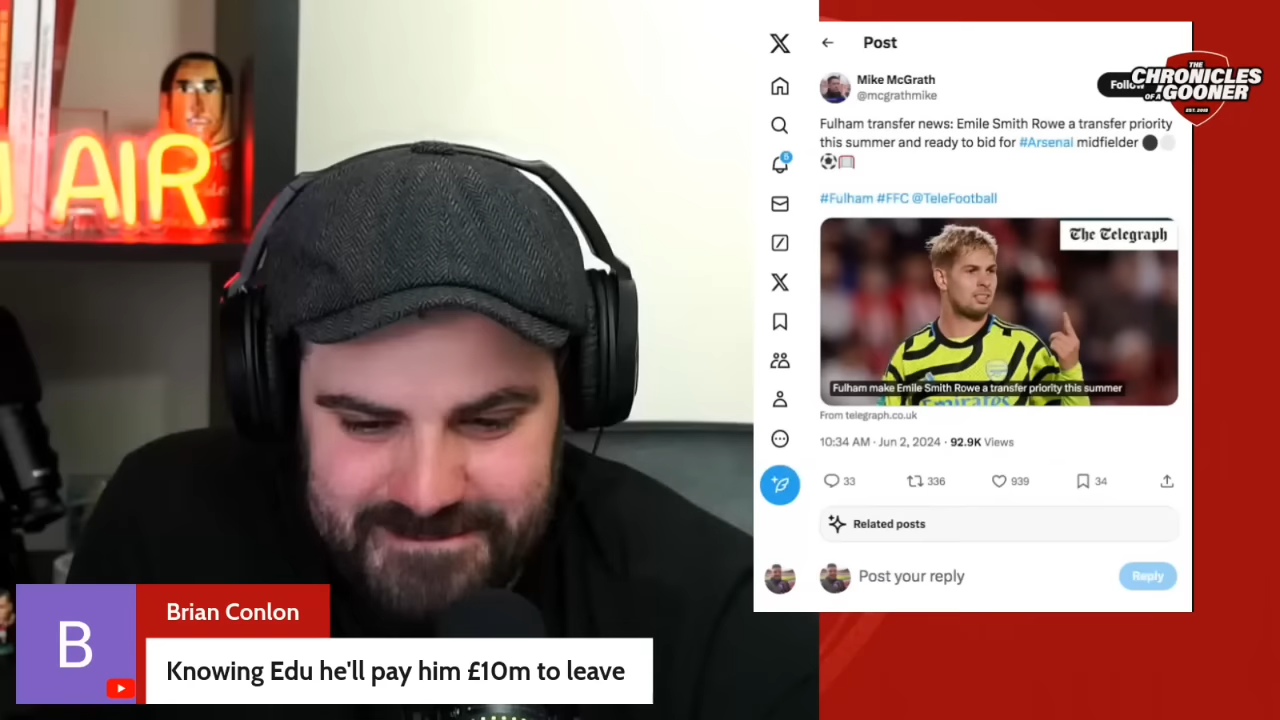 AIR
Post
Mike McGrath
@mcgrathmike
Follow
THE
CHRONICLES
OF A GOONER
Fulham transfer news: Emile Smith Rowe a transfer priority
this summer and ready to bid for #Arsenal midfielder
#Fulham #FFC @TeleFootball
The Telegraph
Fulham make Emile Smith Rowe a transfer priority this summer
From telegraph.co.uk
10:34 AM · Jun 2, 2024 · 92.9K Views
33 336 939 34
Related posts
Post your reply
Reply
5
B
Brian Conlon
Knowing Edu he'll pay him £10m to leave